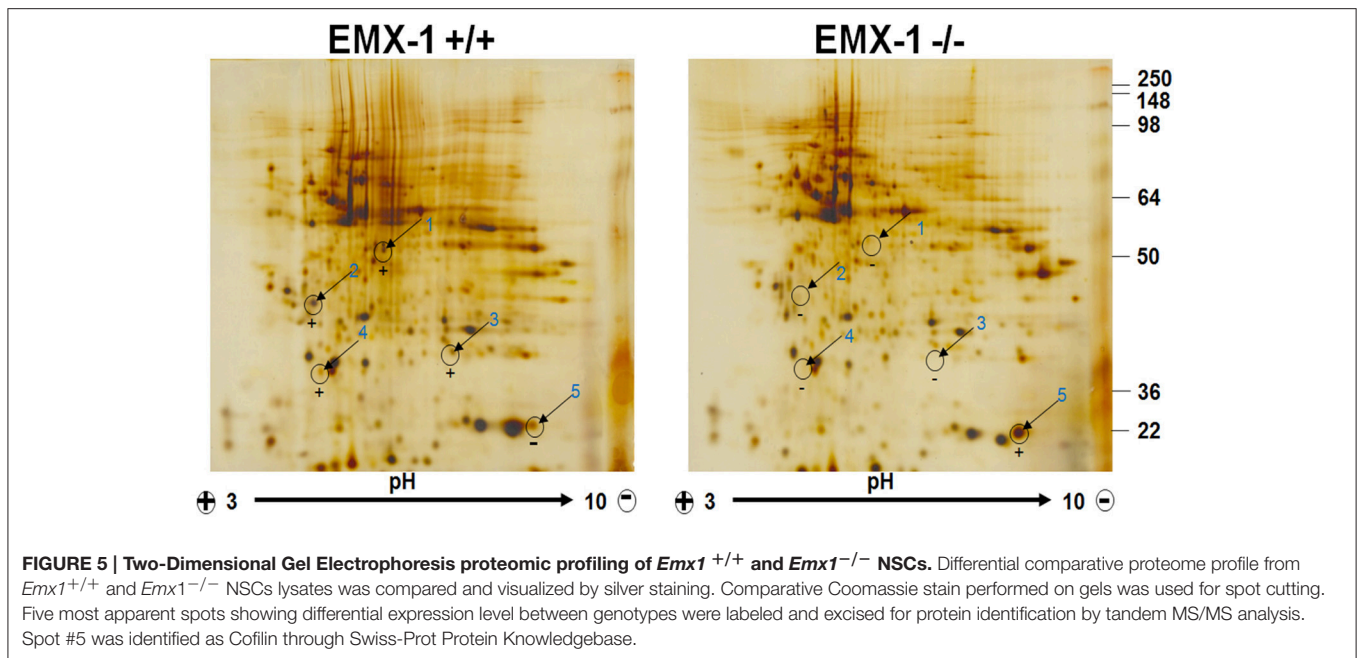 EMX-1 +/+
EMX-1 -/-
250
148
98
64
50
36
22
1
+
2
+
3
+
4
+
5
-
1
-
2
-
3
-
4
-
5
+
pH
+ 3 10 -
pH
+ 3 10 -
FIGURE 5 | Two-Dimensional Gel Electrophoresis proteomic profiling of Emx1 +/+ and Emx1−/− NSCs. Differential comparative proteome profile from
Emx1+/+ and Emx1−/− NSCs lysates was compared and visualized by silver staining. Comparative Coomassie stain performed on gels was used for spot cutting.
Five most apparent spots showing differential expression level between genotypes were labeled and excised for protein identification by tandem MS/MS analysis.
Spot #5 was identified as Cofilin through Swiss-Prot Protein Knowledgebase.